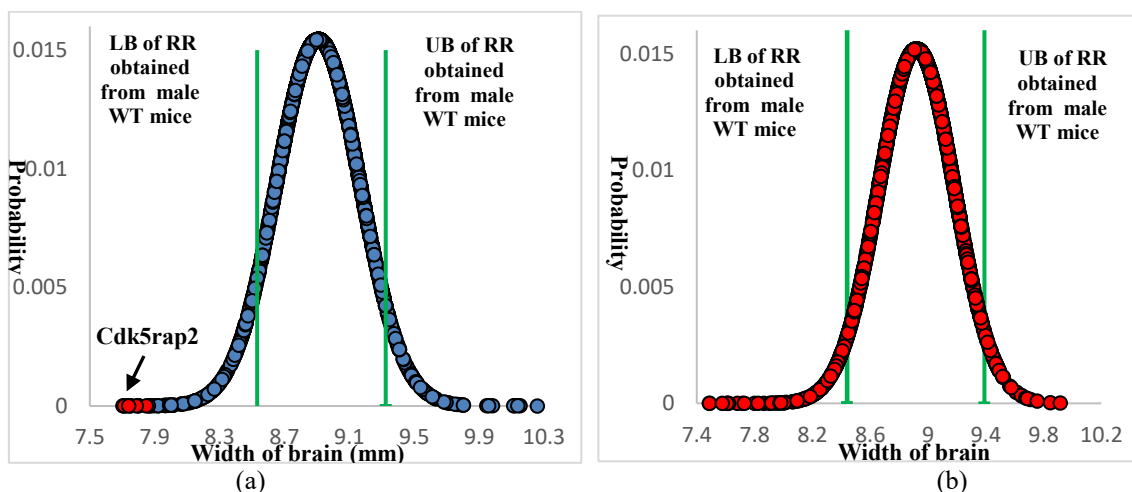 LB of RR
obtained
from male
WT mice
UB of RR
obtained
from male
WT mice
0.015
0.01
0.005
0
Probability
Cdk5rap2
7.5 7.9 8.3 8.7 9.1 9.5 9.9 10.3
Width of brain (mm)
(a)
LB of RR
obtained
from male
WT mice
UB of RR
obtained
from male
WT mice
0.015
0.01
0.005
0
Probability
7.4 7.8 8.2 8.6 9 9.4 9.8 10.2
Width of brain
(b)